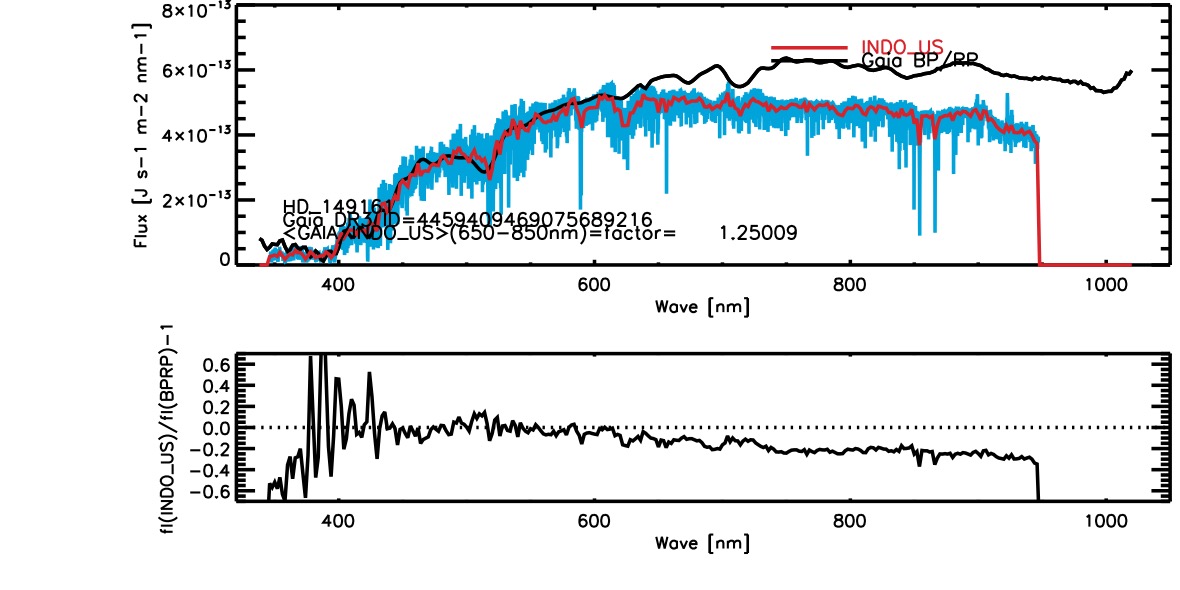 8×10⁻¹³
6×10⁻¹³
4×10⁻¹³
2×10⁻¹³
0
Flux [J s-1 m-2 nm-1]
INDO_US
Gaia BP/RP
HD_149161
Gaia DR3 ID=4459409469075689216
<GAIA/INDO_US>(650-850nm)=factor= 1.25009
400 600 800 1000
Wave [nm]
fl(INDO_US)/fl(BPRP)-1
0.6
0.4
0.2
0.0
-0.2
-0.4
-0.6
400 600 800 1000
Wave [nm]